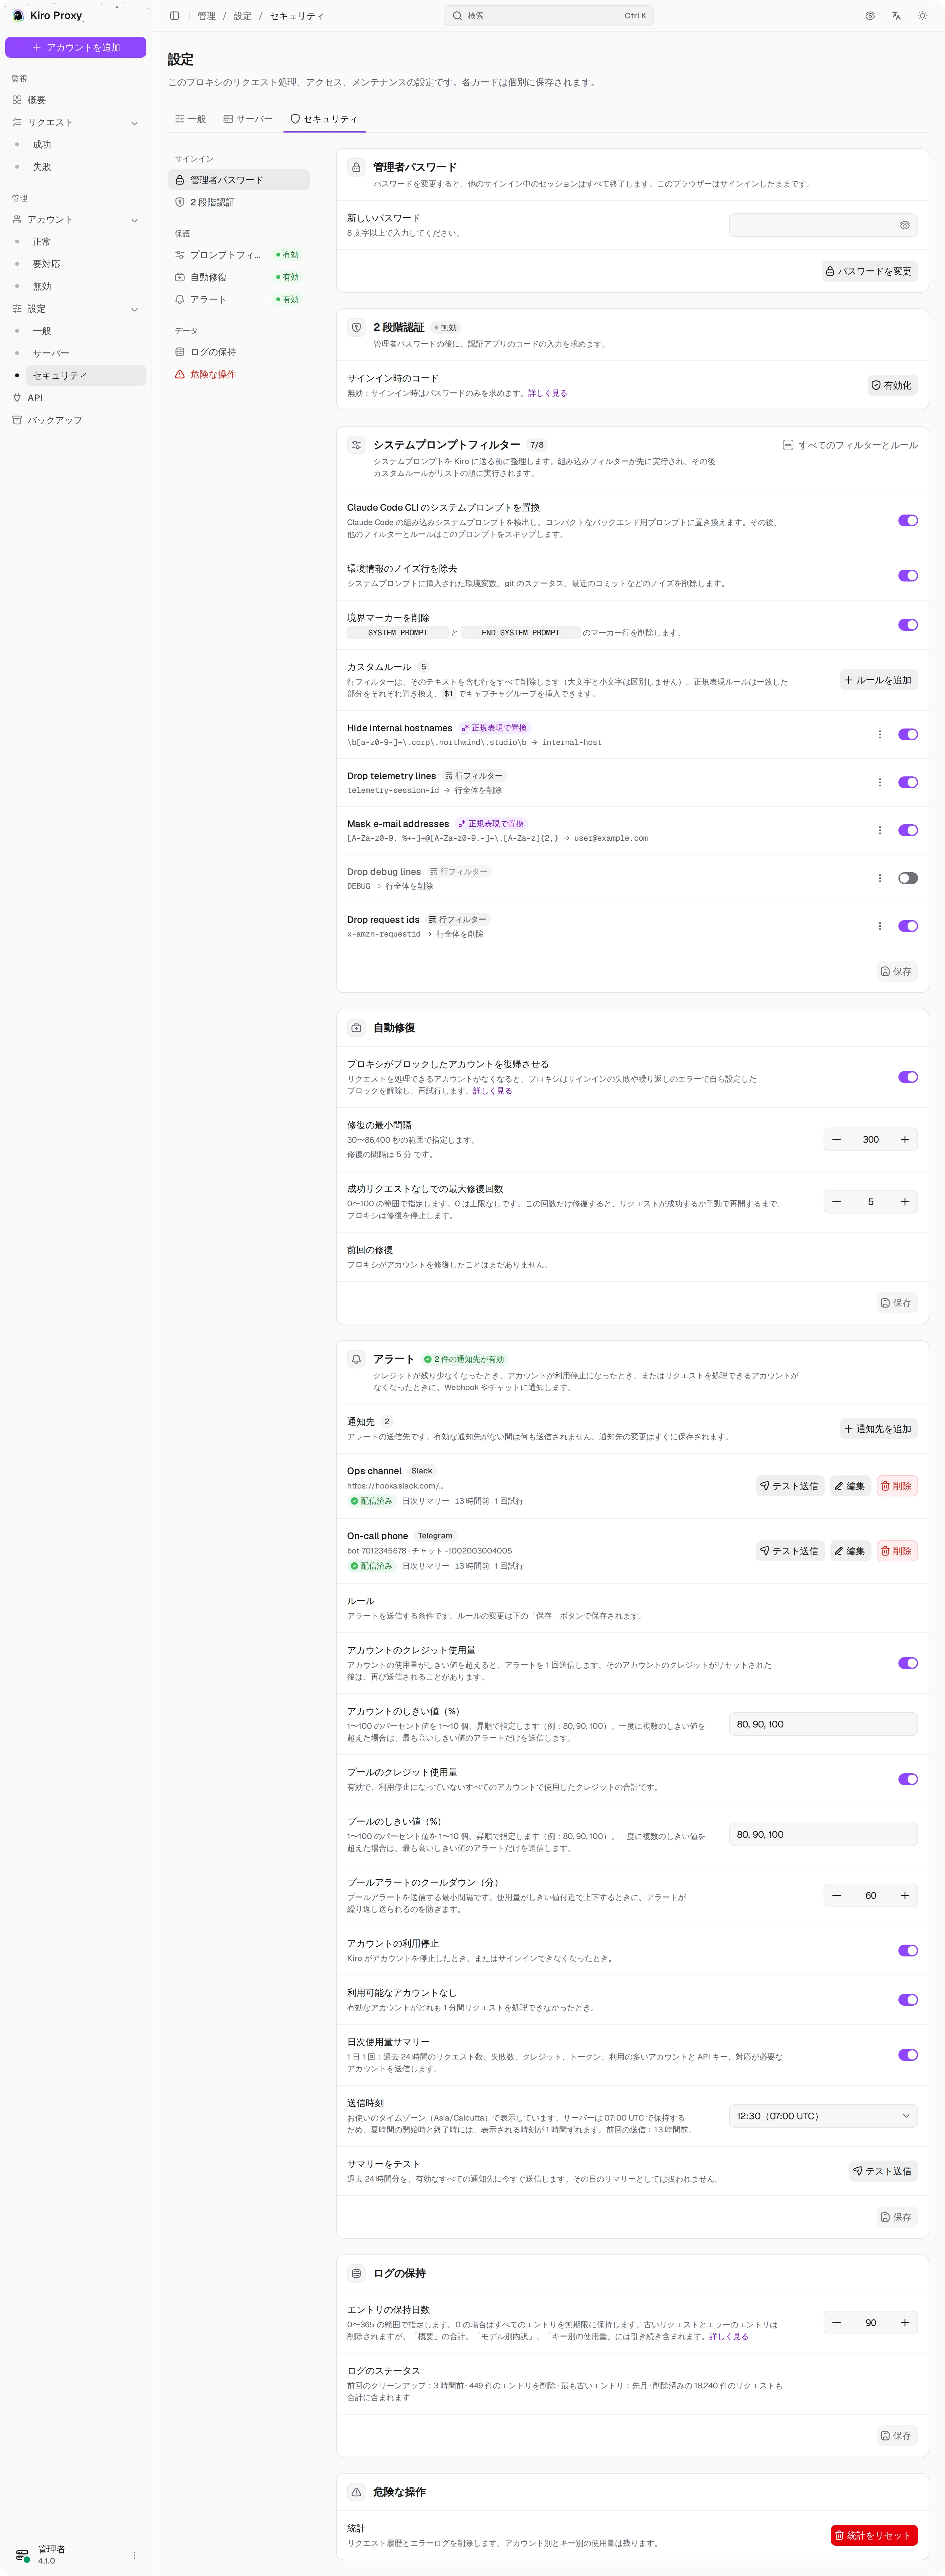 Kiro Proxy
管理 / 設定 / セキュリティ
検索
Ctrl K
アカウントを追加
監視
概要
リクエスト
成功
失敗
管理
アカウント
正常
要対応
無効
設定
一般
サーバー
セキュリティ
API
バックアップ
管理者
4.1.0
設定
このプロキシのリクエスト処理、アクセス、メンテナンスの設定です。各カードは個別に保存されます。
一般
サーバー
セキュリティ
サインイン
管理者パスワード
2 段階認証
保護
プロンプトフィ... 有効
自動修復 有効
アラート 有効
データ
ログの保持
危険な操作
管理者パスワード
パスワードを変更すると、他のサインイン中のセッションはすべて終了します。このブラウザーはサインインしたままです。
新しいパスワード
8 文字以上で入力してください。
パスワードを変更
2 段階認証 無効
管理者パスワードの後に、認証アプリのコードの入力を求めます。
サインイン時のコード
無効：サインイン時はパスワードのみ求めます。詳しく見る
有効化
システムプロンプトフィルター 7/8
すべてのフィルターとルール
システムプロンプトを Kiro に送る前に整理します。組み込みフィルターが先に実行され、その後
カスタムルールがリストの順に実行されます。
Claude Code CLI のシステムプロンプトを置換
Claude Code の組み込みシステムプロンプトを検出し、コンパクトなバックエンド用プロンプトに置き換えます。その後、
他のフィルターとルールはこのプロンプトをスキップします。
環境情報のノイズ行を除去
システムプロンプトに挿入された環境変数、git のステータス、最近のコミットなどのノイズを削除します。
境界マーカーを削除
--- SYSTEM PROMPT --- と --- END SYSTEM PROMPT --- のマーカー行を削除します。
カスタムルール 5
行フィルターは、そのテキストを含む行をすべて削除します（大文字と小文字は区別しません）。正規表現ルールは一致した
部分をそれぞれ置き換え、$1 でキャプチャグループを挿入できます。
ルールを追加
Hide internal hostnames 正規表現で置換
\b[a-z0-9-]+\.corp\.northwind\.studio\b → internal-host
Drop telemetry lines 行フィルター
telemetry-session-id → 行全体を削除
Mask e-mail addresses 正規表現で置換
[A-Za-z0-9._%+-]+@[A-Za-z0-9.-]+\.[A-Za-z]{2,} → user@example.com
Drop debug lines 行フィルター
DEBUG → 行全体を削除
Drop request ids 行フィルター
x-amzn-requestid → 行全体を削除
保存
自動修復
プロキシがブロックしたアカウントを復帰させる
リクエストを処理できるアカウントがなくなると、プロキシはサインインの失敗や繰り返しのエラーで自ら設定した
ブロックを解除し、再試行します。詳しく見る
修復の最小間隔
30〜86,400 秒の範囲で指定します。
修復の間隔は 5 分 です。
300
成功リクエストなしでの最大修復回数
0〜100 の範囲で指定します。0 は上限なしです。この回数だけ修復すると、リクエストが成功するか手動で再開するまで、
プロキシは修復を停止します。
5
前回の修復
プロキシがアカウントを修復したことはまだありません。
保存
アラート 2 件の通知先が有効
クレジットが残り少なくなったとき、アカウントが利用停止になったとき、またはリクエストを処理できるアカウントが
なくなったときに、Webhook やチャットに通知します。
通知先 2
アラートの送信先です。有効な通知先がない間は何も送信されません。通知先の変更はすぐに保存されます。
通知先を追加
Ops channel Slack
https://hooks.slack.com/...
配信済み 日次サマリー 13 時間前 1 回試行
テスト送信 編集 削除
On-call phone Telegram
bot 7012345678 · チャット -1002003004005
配信済み 日次サマリー 13 時間前 1 回試行
テスト送信 編集 削除
ルール
アラートを送信する条件です。ルールの変更は下の「保存」ボタンで保存されます。
アカウントのクレジット使用量
アカウントの使用量がしきい値を超えると、アラートを 1 回送信します。そのアカウントのクレジットがリセットされた
後は、再び送信されることがあります。
アカウントのしきい値（%）
1〜100 のパーセント値を 1〜10 個、昇順で指定します（例：80, 90, 100）。一度に複数のしきい値を
超えた場合は、最も高いしきい値のアラートだけを送信します。
80, 90, 100
プールのクレジット使用量
有効で、利用停止になっていないすべてのアカウントで使用したクレジットの合計です。
プールのしきい値（%）
1〜100 のパーセント値を 1〜10 個、昇順で指定します（例：80, 90, 100）。一度に複数のしきい値を
超えた場合は、最も高いしきい値のアラートだけを送信します。
80, 90, 100
プールアラートのクールダウン（分）
プールアラートを送信する最小間隔です。使用量がしきい値付近で上下するときに、アラートが
繰り返し送られるのを防ぎます。
60
アカウントの利用停止
Kiro がアカウントを停止したとき、またはサインインできなくなったとき。
利用可能なアカウントなし
有効なアカウントがどれも 1 分間リクエストを処理できなかったとき。
日次使用量サマリー
1 日 1 回：過去 24 時間のリクエスト数、失敗数、クレジット、トークン、利用の多いアカウントと API キー、対応が必要な
アカウントを送信します。
送信時刻
お使いのタイムゾーン（Asia/Calcutta）で表示しています。サーバーは 07:00 UTC で保持する
ため、夏時間の開始時と終了時には、表示される時刻が 1 時間ずれます。前回の送信：13 時間前。
12:30（07:00 UTC）
サマリーをテスト
過去 24 時間分を、有効なすべての通知先に今すぐ送信します。その日のサマリーとしては扱われません。
テスト送信
保存
ログの保持
エントリの保持日数
0〜365 の範囲で指定します。0 の場合はすべてのエントリを無期限に保持します。古いリクエストとエラーのエントリは
削除されますが、「概要」の合計、「モデル別内訳」、「キー別の使用量」には引き続き含まれます。詳しく見る
90
ログのステータス
前回のクリーンアップ：3 時間前 · 449 件のエントリを削除 · 最も古いエントリ：先月 · 削除済みの 18,240 件のリクエストも
合計に含まれます
保存
危険な操作
統計
リクエスト履歴とエラーログを削除します。アカウント別とキー別の使用量は残ります。
統計をリセット